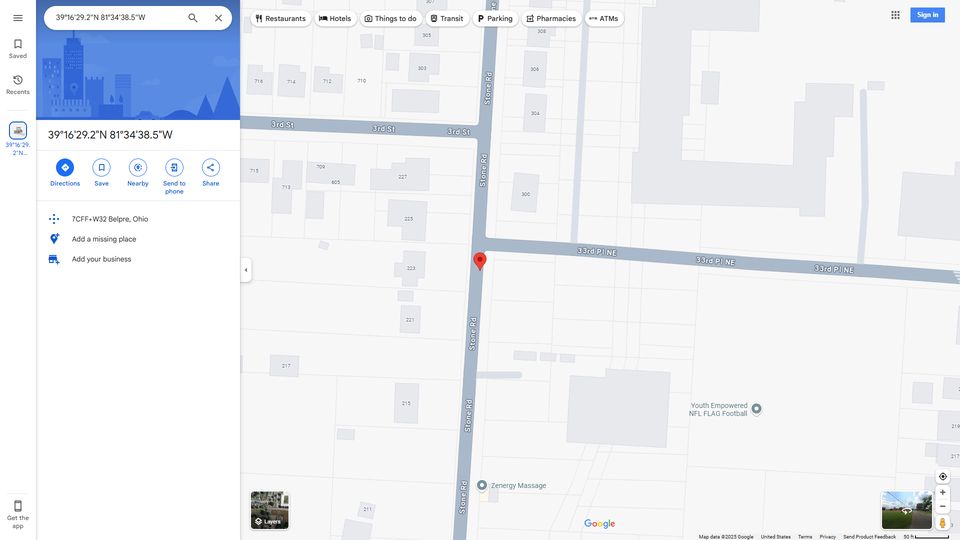 39°16'29.2"N 81°34'38.5"W
Restaurants
Hotels
Things to do
Transit
Parking
Pharmacies
ATMs
Sign in
Saved
Recents
39°16'29.
2"N...
39°16'29.2"N 81°34'38.5"W
Directions
Save
Nearby
Send to
phone
Share
7CFF+W32 Belpre, Ohio
Add a missing place
Add your business
Get the
app
305
308
303
306
716
714
712
710
304
3rd St
3rd St
3rd St
Stone Rd
Stone Rd
715
709
605
713
227
300
225
33rd Pl NE
33rd Pl NE
33rd Pl NE
223
221
Stone Rd
217
215
Stone Rd
Youth Empowered
NFL FLAG Football
219
217
Zenergy Massage
Stone Rd
211
Layers
Google
Map data ©2025 Google
United States
Terms
Privacy
Send Product Feedback
50 ft